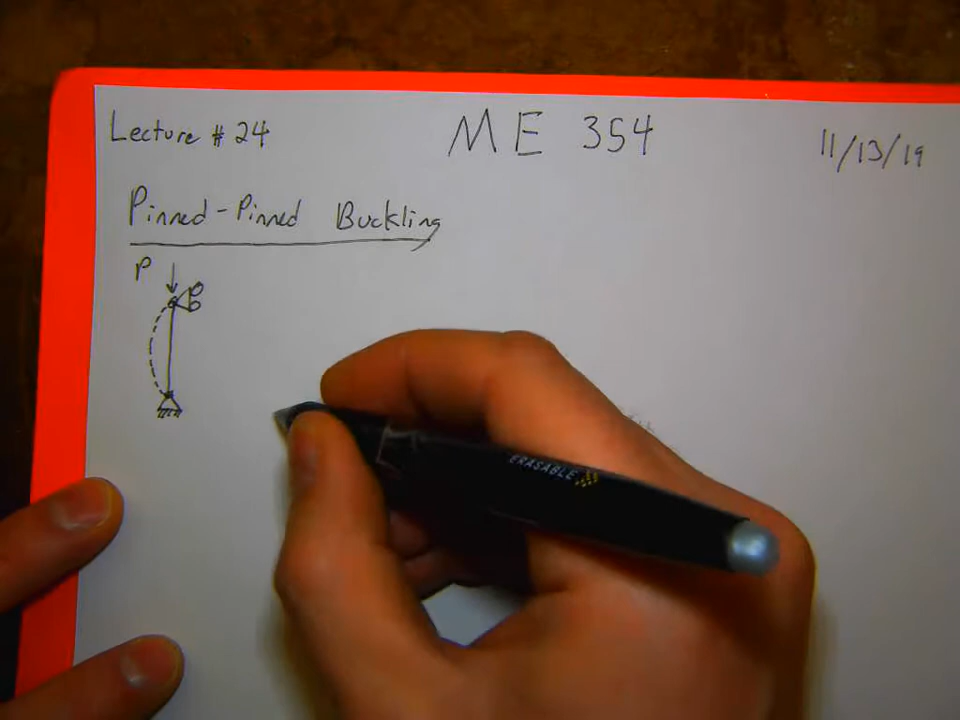 Lecture # 24
ME 354
11/13/19
Pinned-Pinned Buckling
P
ERASABLE